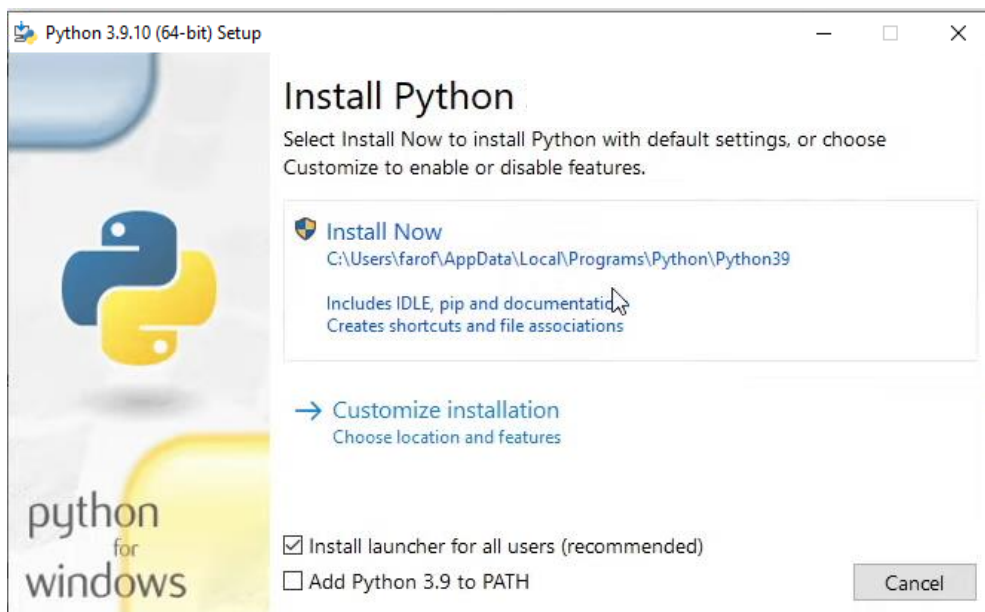 Python 3.9.10 (64-bit) Setup
Install Python
Select Install Now to install Python with default settings, or choose
Customize to enable or disable features.
Install Now
C:\Users\farof\AppData\Local\Programs\Python\Python39
Includes IDLE, pip and documentation
Creates shortcuts and file associations
Customize installation
Choose location and features
python
for
windows
Install launcher for all users (recommended)
Add Python 3.9 to PATH
Cancel